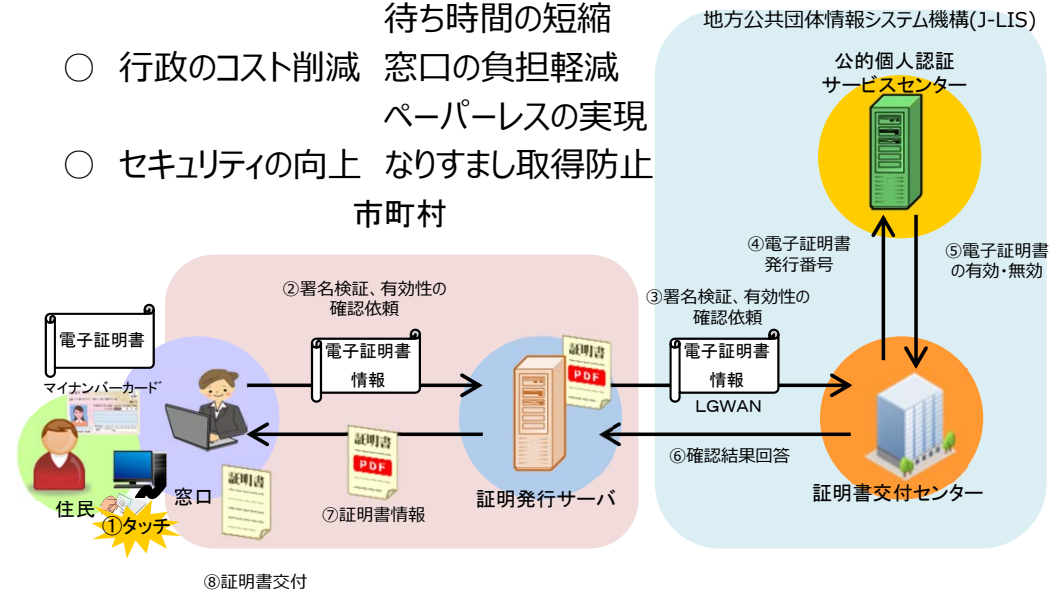 待ち時間の短縮
○ 行政のコスト削減 窓口の負担軽減
ペーパーレスの実現
○ セキュリティの向上 なりすまし取得防止
市町村
地方公共団体情報システム機構(J-LIS)
公的個人認証
サービスセンター
④電子証明書
発行番号
⑤電子証明書
の有効・無効
②署名検証、有効性の
確認依頼
③署名検証、有効性の
確認依頼
電子証明書
マイナンバーカード
電子証明書
情報
証明書
PDF
電子証明書
情報
LGWAN
証明書
PDF
⑥確認結果回答
証明書
住民
①タッチ
窓口
⑦証明書情報
証明発行サーバ
証明書交付センター
⑧証明書交付